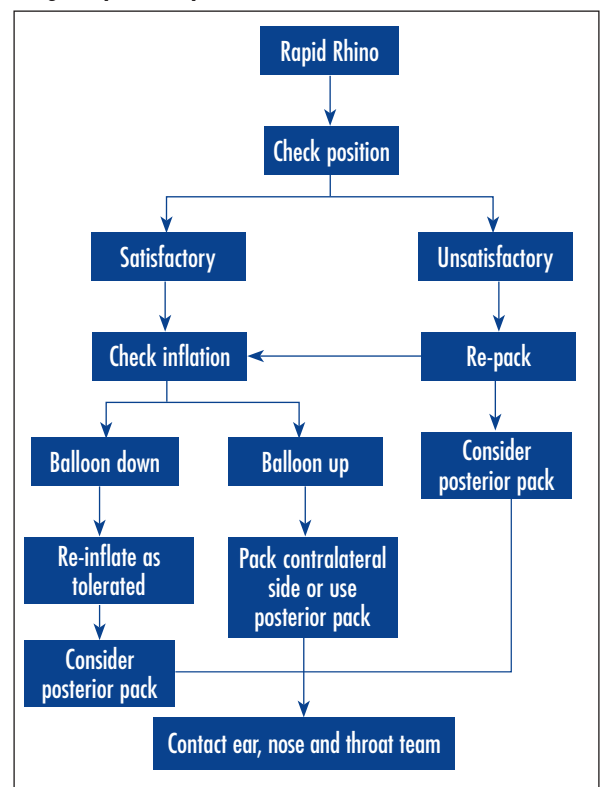 Rapid Rhino
Check position
Satisfactory
Unsatisfactory
Check inflation
Re-pack
Balloon down
Balloon up
Consider
posterior pack
Re-inflate as
tolerated
Pack contralateral
side or use
posterior pack
Consider
posterior pack
Contact ear, nose and throat team